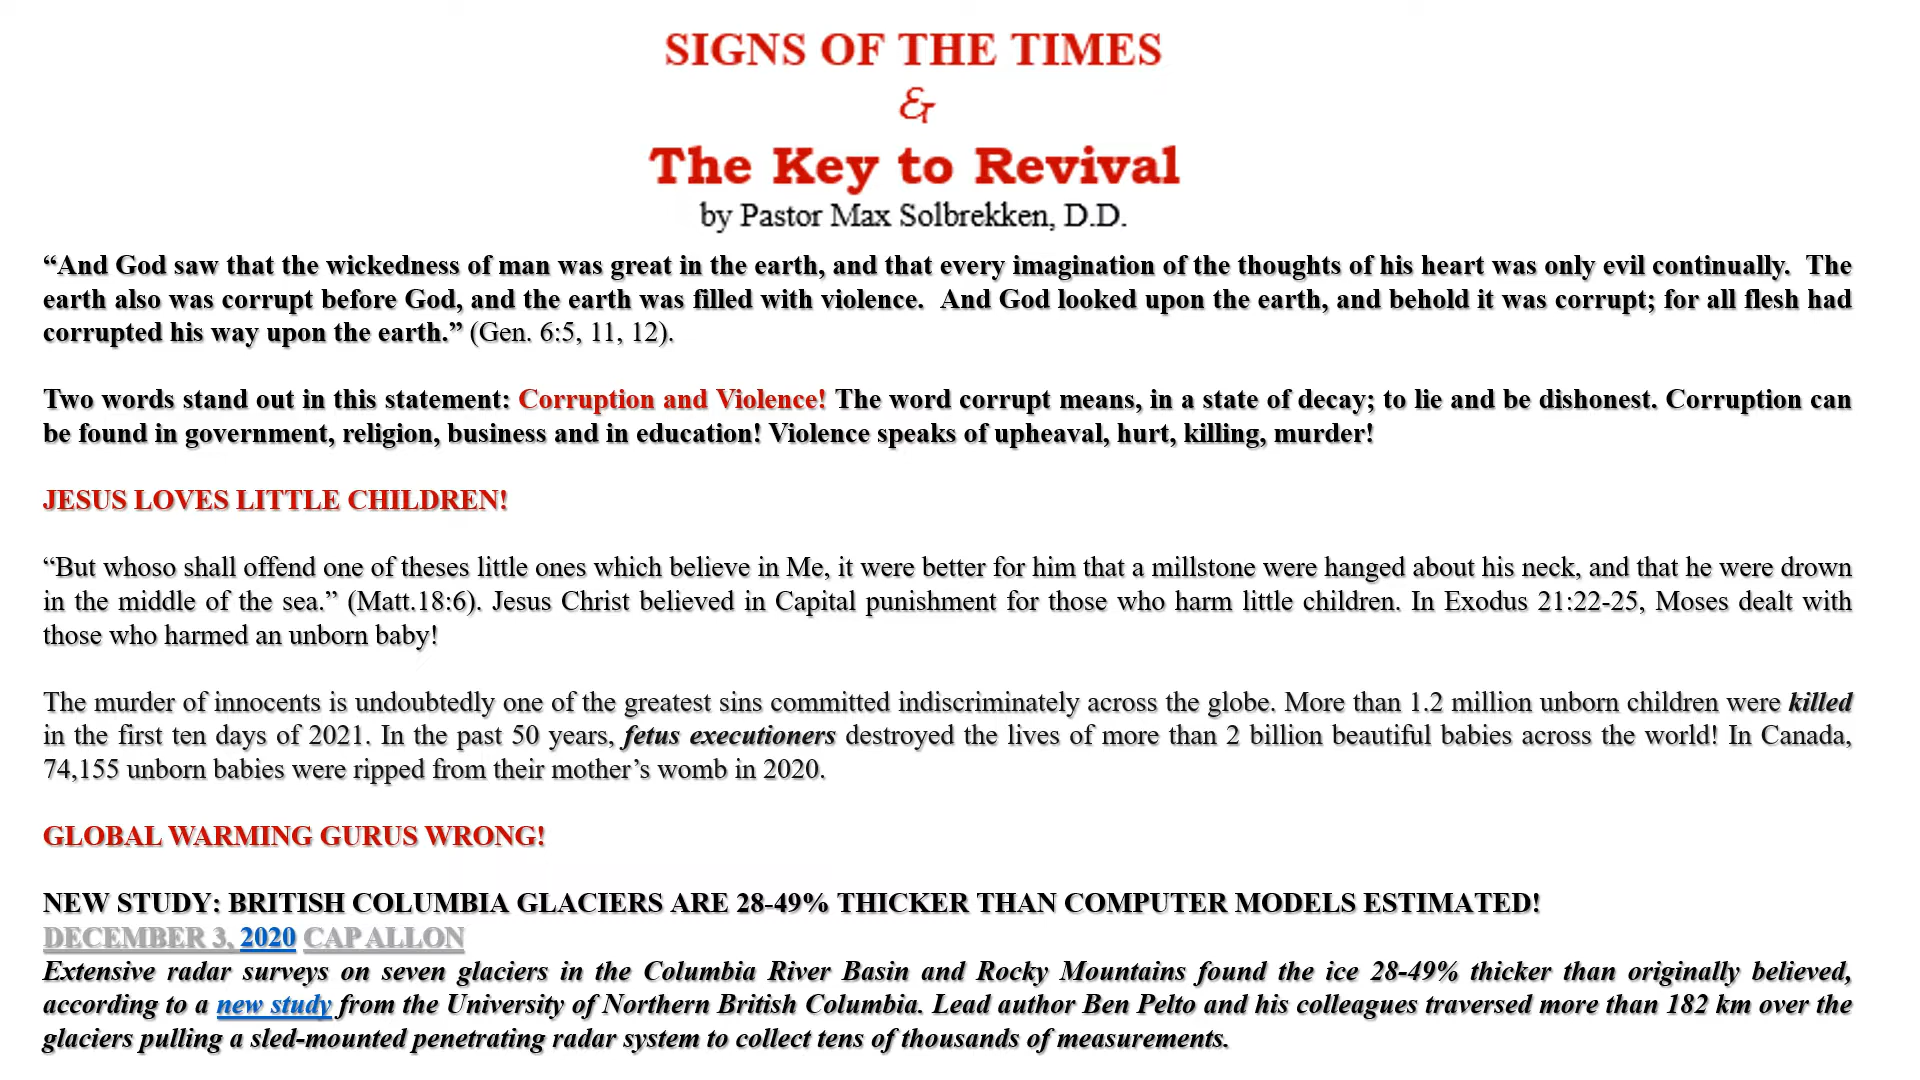 SIGNS OF THE TIMES
&
The Key to Revival
by Pastor Max Solbrekken, D.D.
“And God saw that the wickedness of man was great in the earth, and that every imagination of the thoughts of his heart was only evil continually.  The
earth also was corrupt before God, and the earth was filled with violence.  And God looked upon the earth, and behold it was corrupt; for all flesh had
corrupted his way upon the earth.” (Gen. 6:5, 11, 12).
Two words stand out in this statement: Corruption and Violence! The word corrupt means, in a state of decay; to lie and be dishonest. Corruption can
be found in government, religion, business and in education! Violence speaks of upheaval, hurt, killing, murder!
JESUS LOVES LITTLE CHILDREN!
“But whoso shall offend one of theses little ones which believe in Me, it were better for him that a millstone were hanged about his neck, and that he were drown
in the middle of the sea.” (Matt.18:6). Jesus Christ believed in Capital punishment for those who harm little children. In Exodus 21:22-25, Moses dealt with
those who harmed an unborn baby!
The murder of innocents is undoubtedly one of the greatest sins committed indiscriminately across the globe. More than 1.2 million unborn children were killed
in the first ten days of 2021. In the past 50 years, fetus executioners destroyed the lives of more than 2 billion beautiful babies across the world! In Canada,
74,155 unborn babies were ripped from their mother’s womb in 2020.
GLOBAL WARMING GURUS WRONG!
NEW STUDY: BRITISH COLUMBIA GLACIERS ARE 28-49% THICKER THAN COMPUTER MODELS ESTIMATED!
DECEMBER 3, 2020 CAP ALLON
Extensive radar surveys on seven glaciers in the Columbia River Basin and Rocky Mountains found the ice 28-49% thicker than originally believed,
according to a new study from the University of Northern British Columbia. Lead author Ben Pelto and his colleagues traversed more than 182 km over the
glaciers pulling a sled-mounted penetrating radar system to collect tens of thousands of measurements.